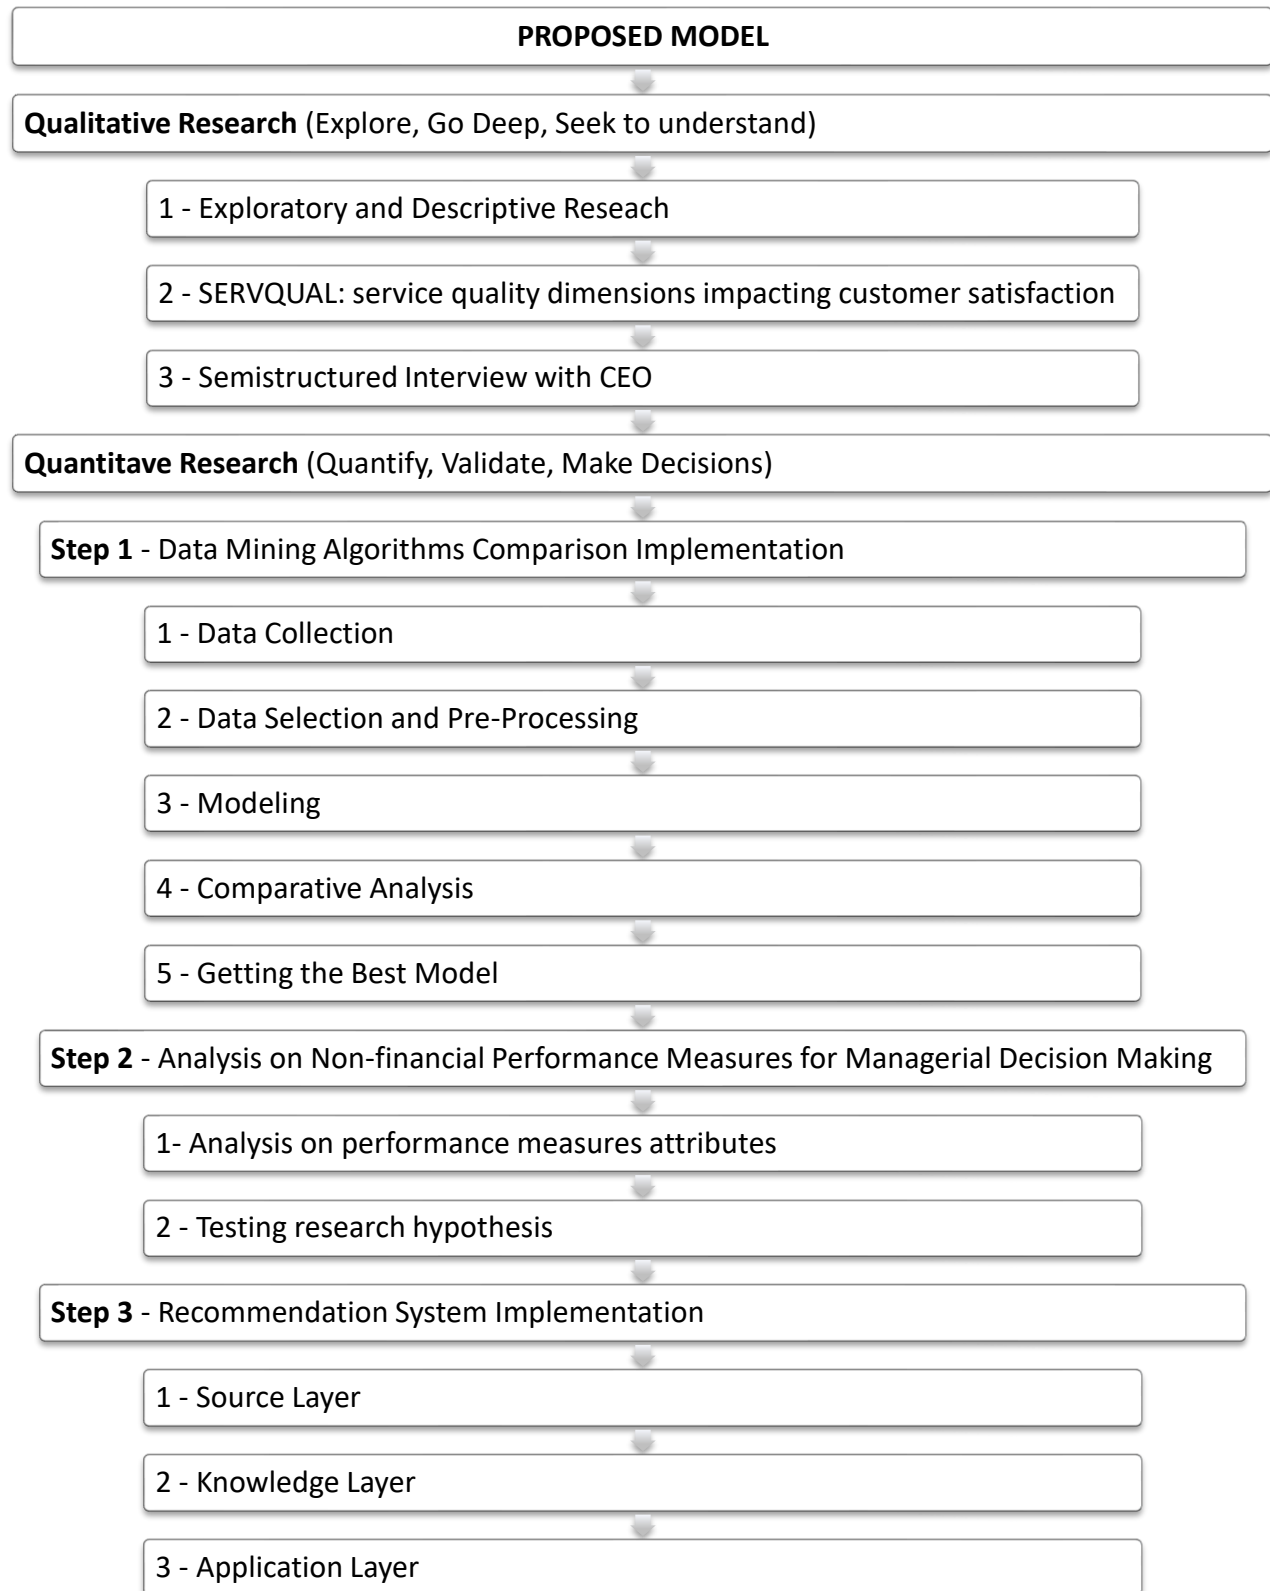 PROPOSED MODEL
Qualitative Research (Explore, Go Deep, Seek to understand)
1 - Exploratory and Descriptive Reseach
2 - SERVQUAL: service quality dimensions impacting customer satisfaction
3 - Semistructured Interview with CEO
Quantitave Research (Quantify, Validate, Make Decisions)
Step 1 - Data Mining Algorithms Comparison Implementation
1 - Data Collection
2 - Data Selection and Pre-Processing
3 - Modeling
4 - Comparative Analysis
5 - Getting the Best Model
Step 2 - Analysis on Non-financial Performance Measures for Managerial Decision Making
1- Analysis on performance measures attributes
2 - Testing research hypothesis
Step 3 - Recommendation System Implementation
1 - Source Layer
2 - Knowledge Layer
3 - Application Layer